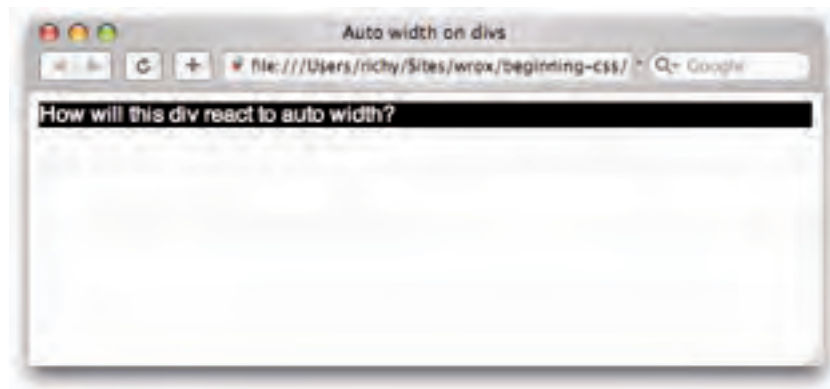 Auto width on divs
file:///Users/richy/Sites/wrox/beginning-css/
Google
How will this div react to auto width?